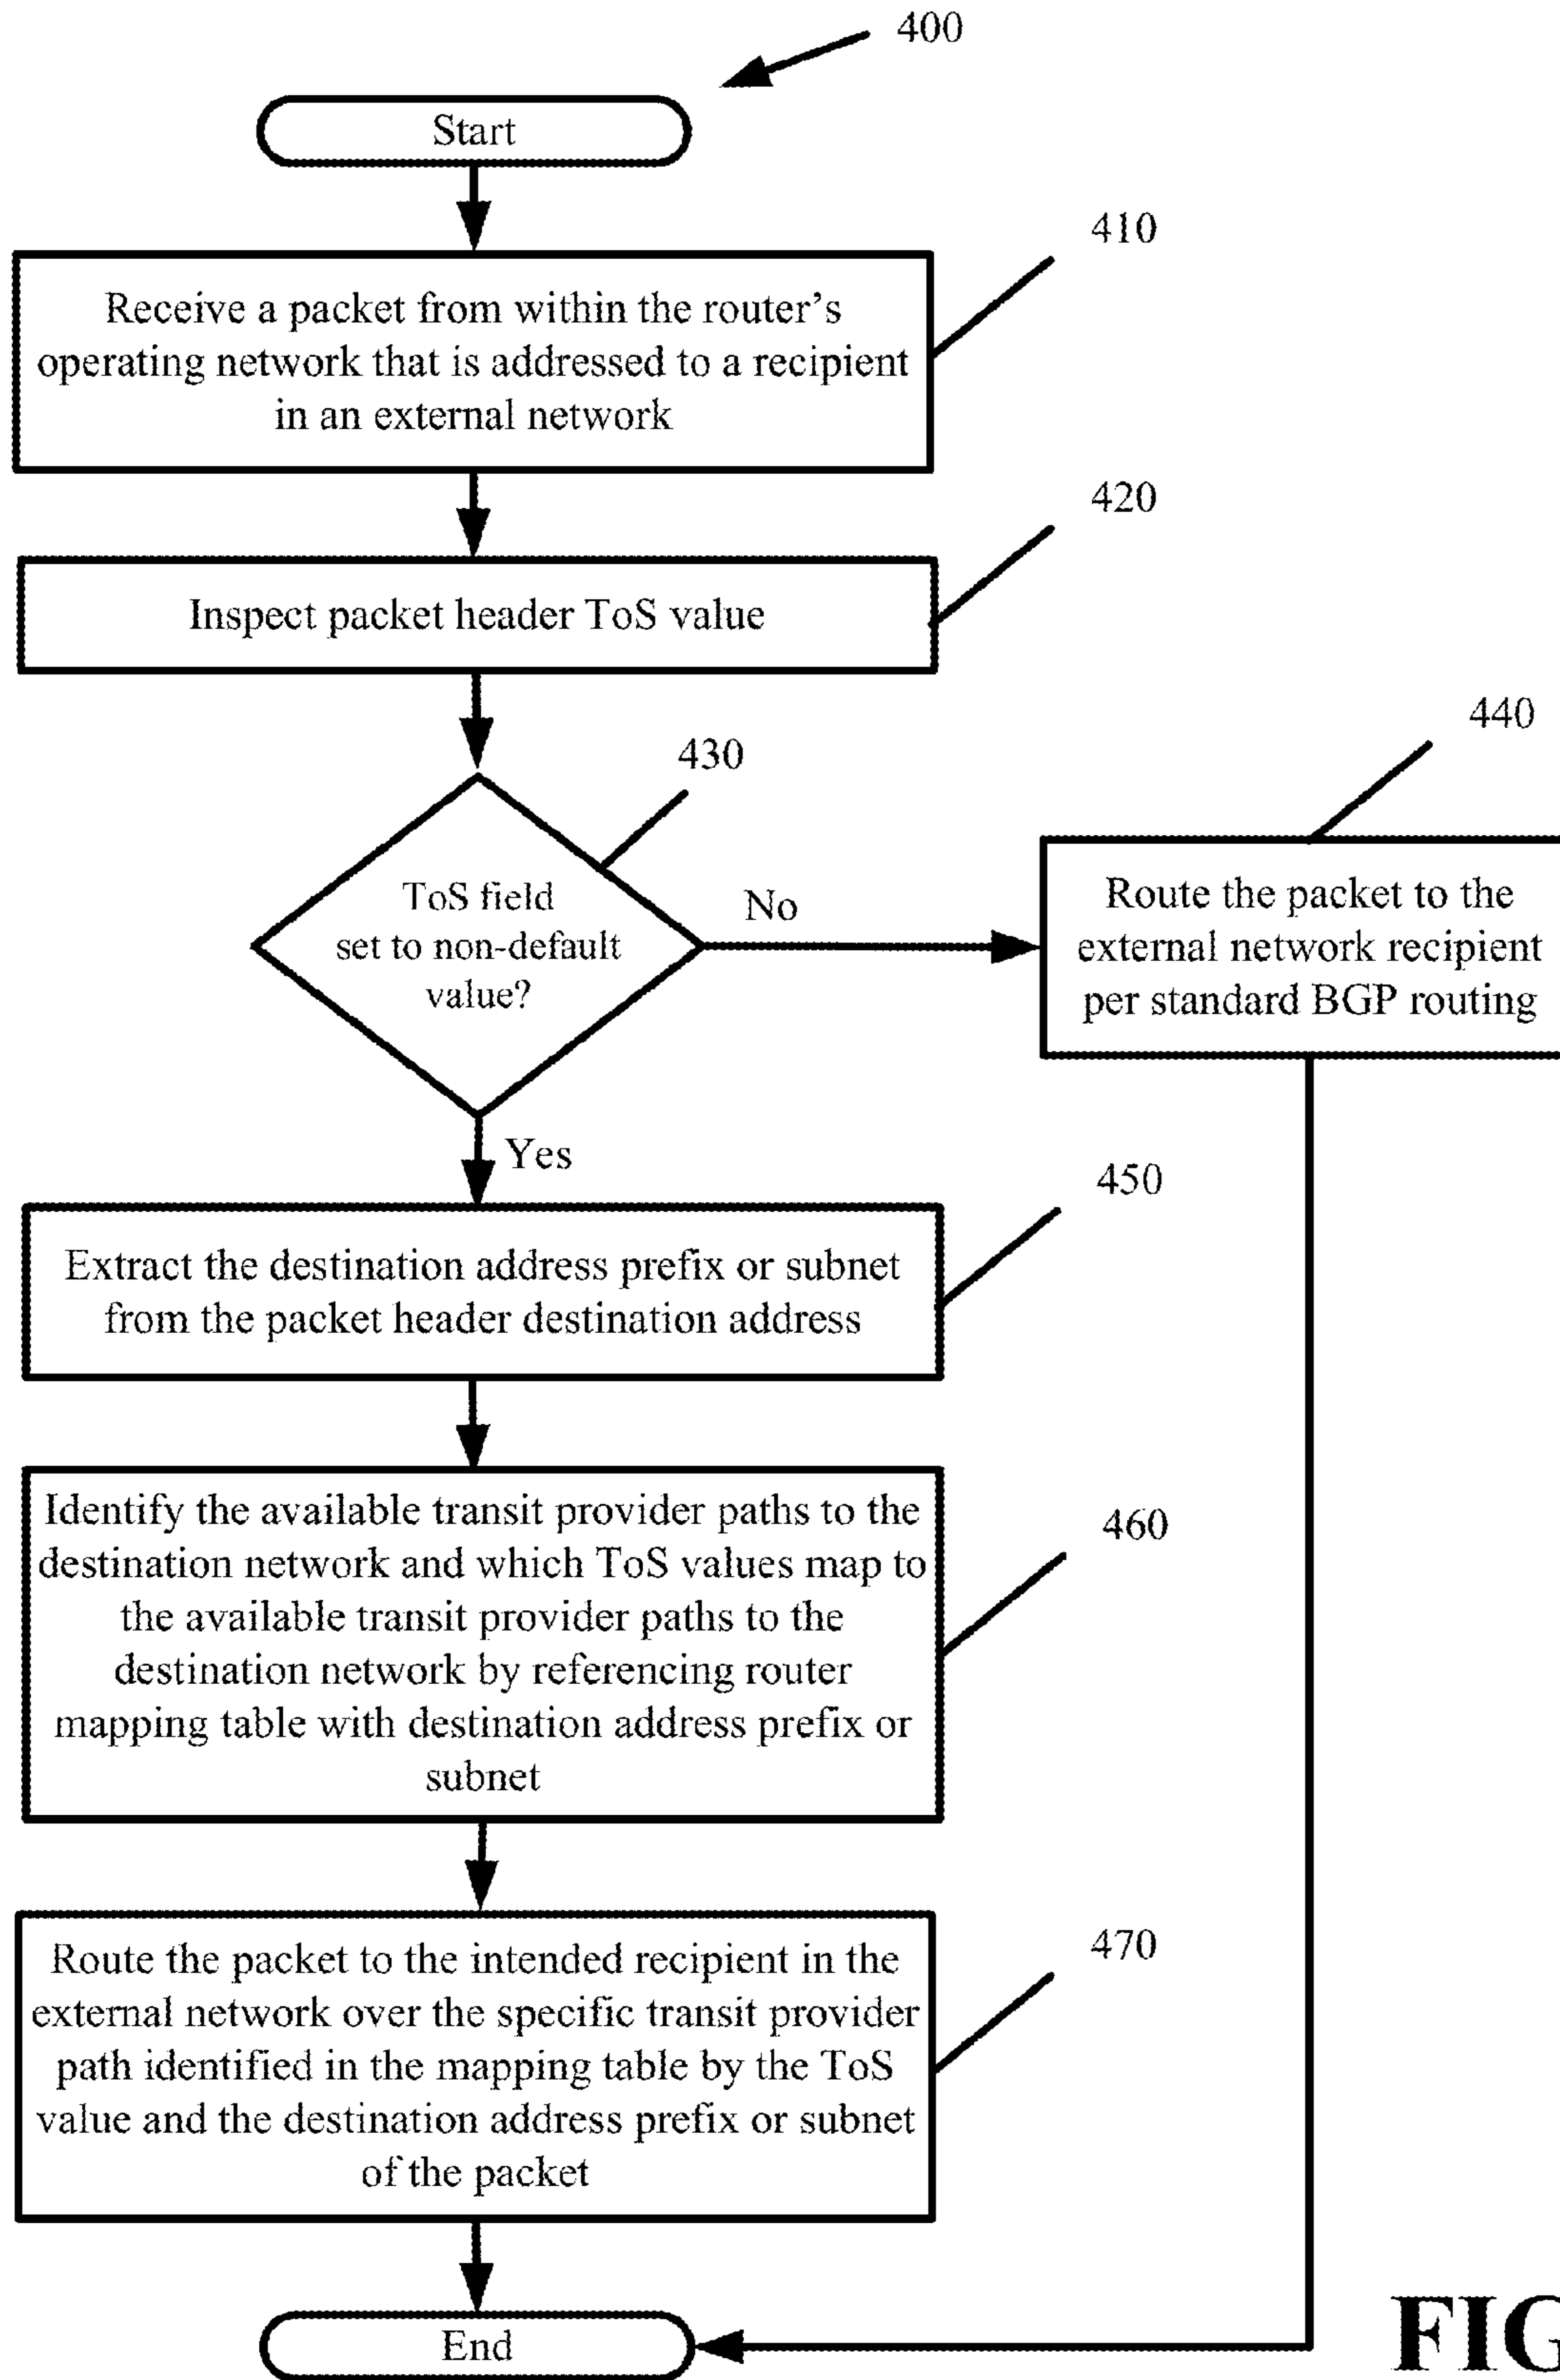 400
Start
410
Receive a packet from within the router's
operating network that is addressed to a recipient
in an external network
420
Inspect packet header ToS value
430
440
ToS field
set to non-default
value?
No
Route the packet to the
external network recipient
per standard BGP routing
Yes
450
Extract the destination address prefix or subnet
from the packet header destination address
460
Identify the available transit provider paths to the
destination network and which ToS values map to
the available transit provider paths to the
destination network by referencing router
mapping table with destination address prefix or
subnet
470
Route the packet to the intended recipient in the
external network over the specific transit provider
path identified in the mapping table by the ToS
value and the destination address prefix or subnet
of the packet
End
FIG